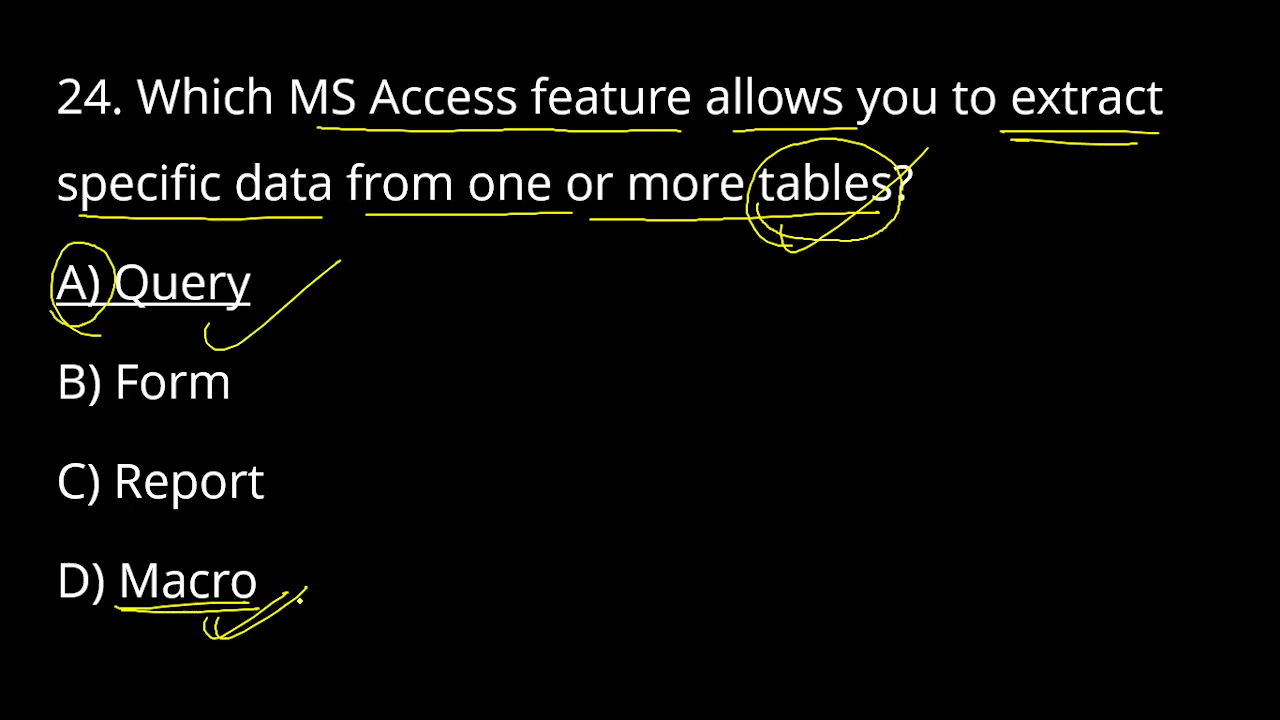 24. Which MS Access feature allows you to extract
specific data from one or more tables?
A) Query
B) Form
C) Report
D) Macro